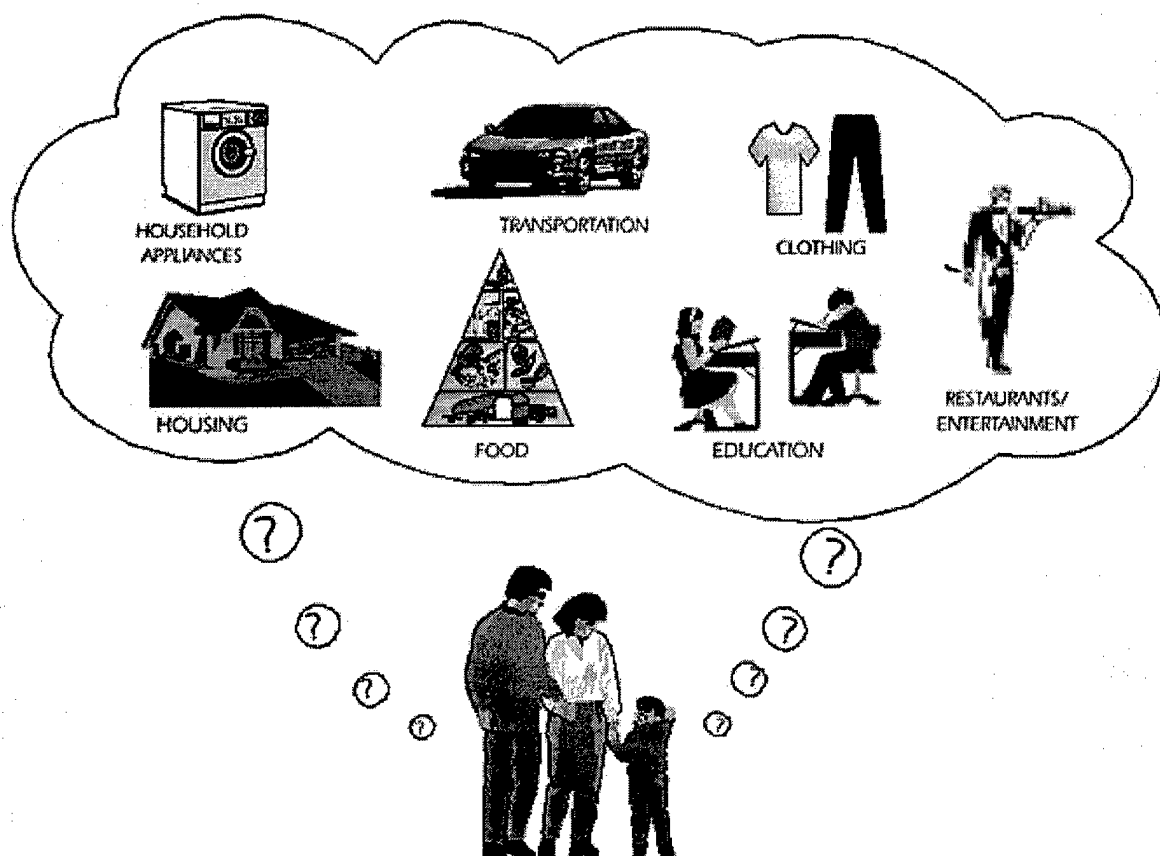 HOUSEHOLD
APPLIANCES
TRANSPORTATION
CLOTHING
HOUSING
FOOD
EDUCATION
RESTAURANTS/
ENTERTAINMENT
?
?
?
?
?
?
?
?